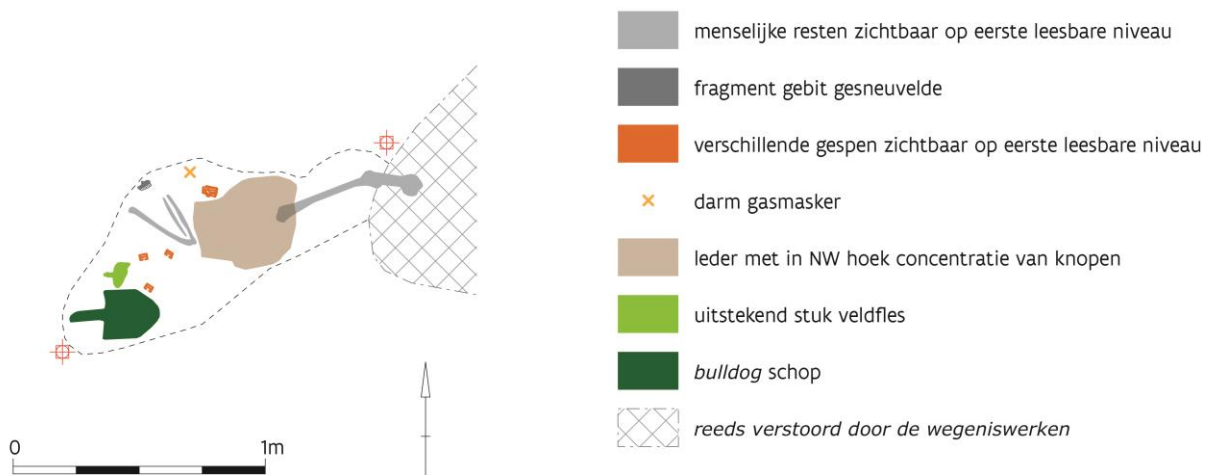 menselijke resten zichtbaar op eerste leesbare niveau
fragment gebit gesneuvelde
verschillende gespen zichtbaar op eerste leesbare niveau
darm gasmasker
leder met in NW hoek concentratie van knopen
uitstekend stuk veldfles
bulldog schop
reeds verstoord door de wegeniswerken
0 1m